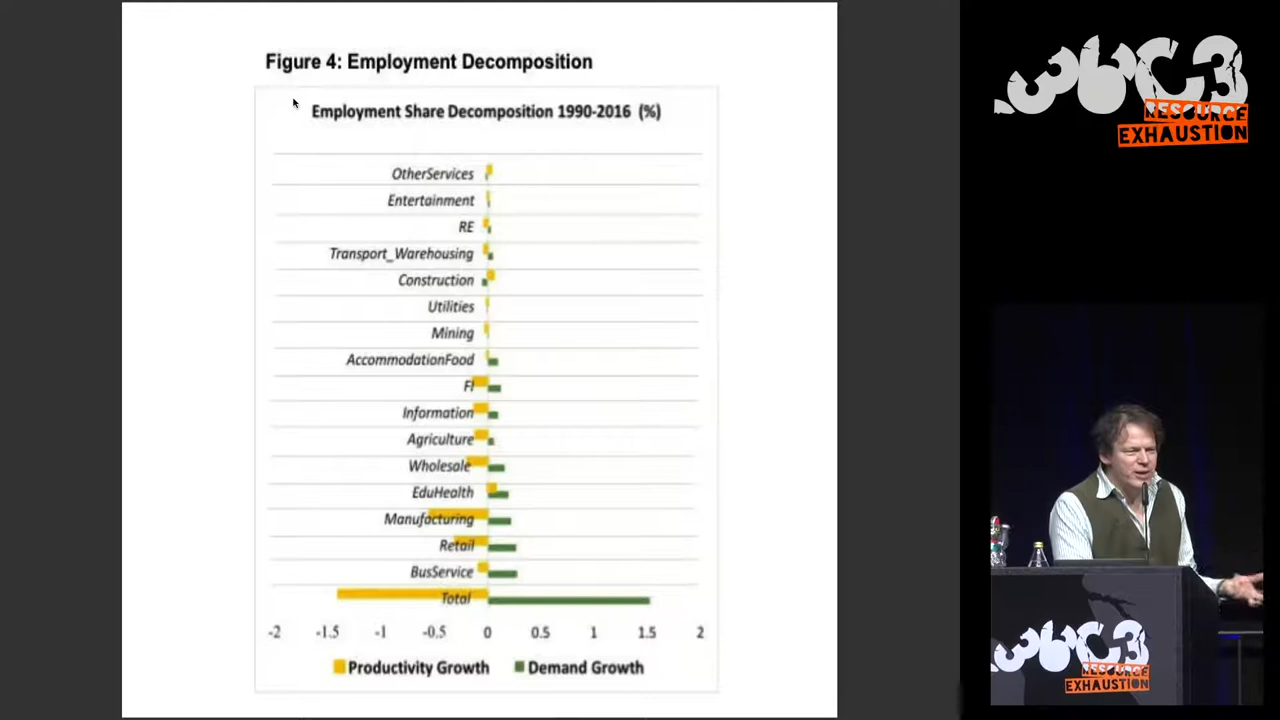 Figure 4: Employment Decomposition
Employment Share Decomposition 1990-2016 (%)
OtherServices
Entertainment
RE
Transport_Warehousing
Construction
Utilities
Mining
AccommodationFood
FI
Information
Agriculture
Wholesale
EduHealth
Manufacturing
Retail
BusService
Total
-2 -1.5 -1 -0.5 0 0.5 1 1.5 2
Productivity Growth Demand Growth
36C3
RESOURCE
EXHAUSTION
36C3
RESOURCE
EXHAUSTION